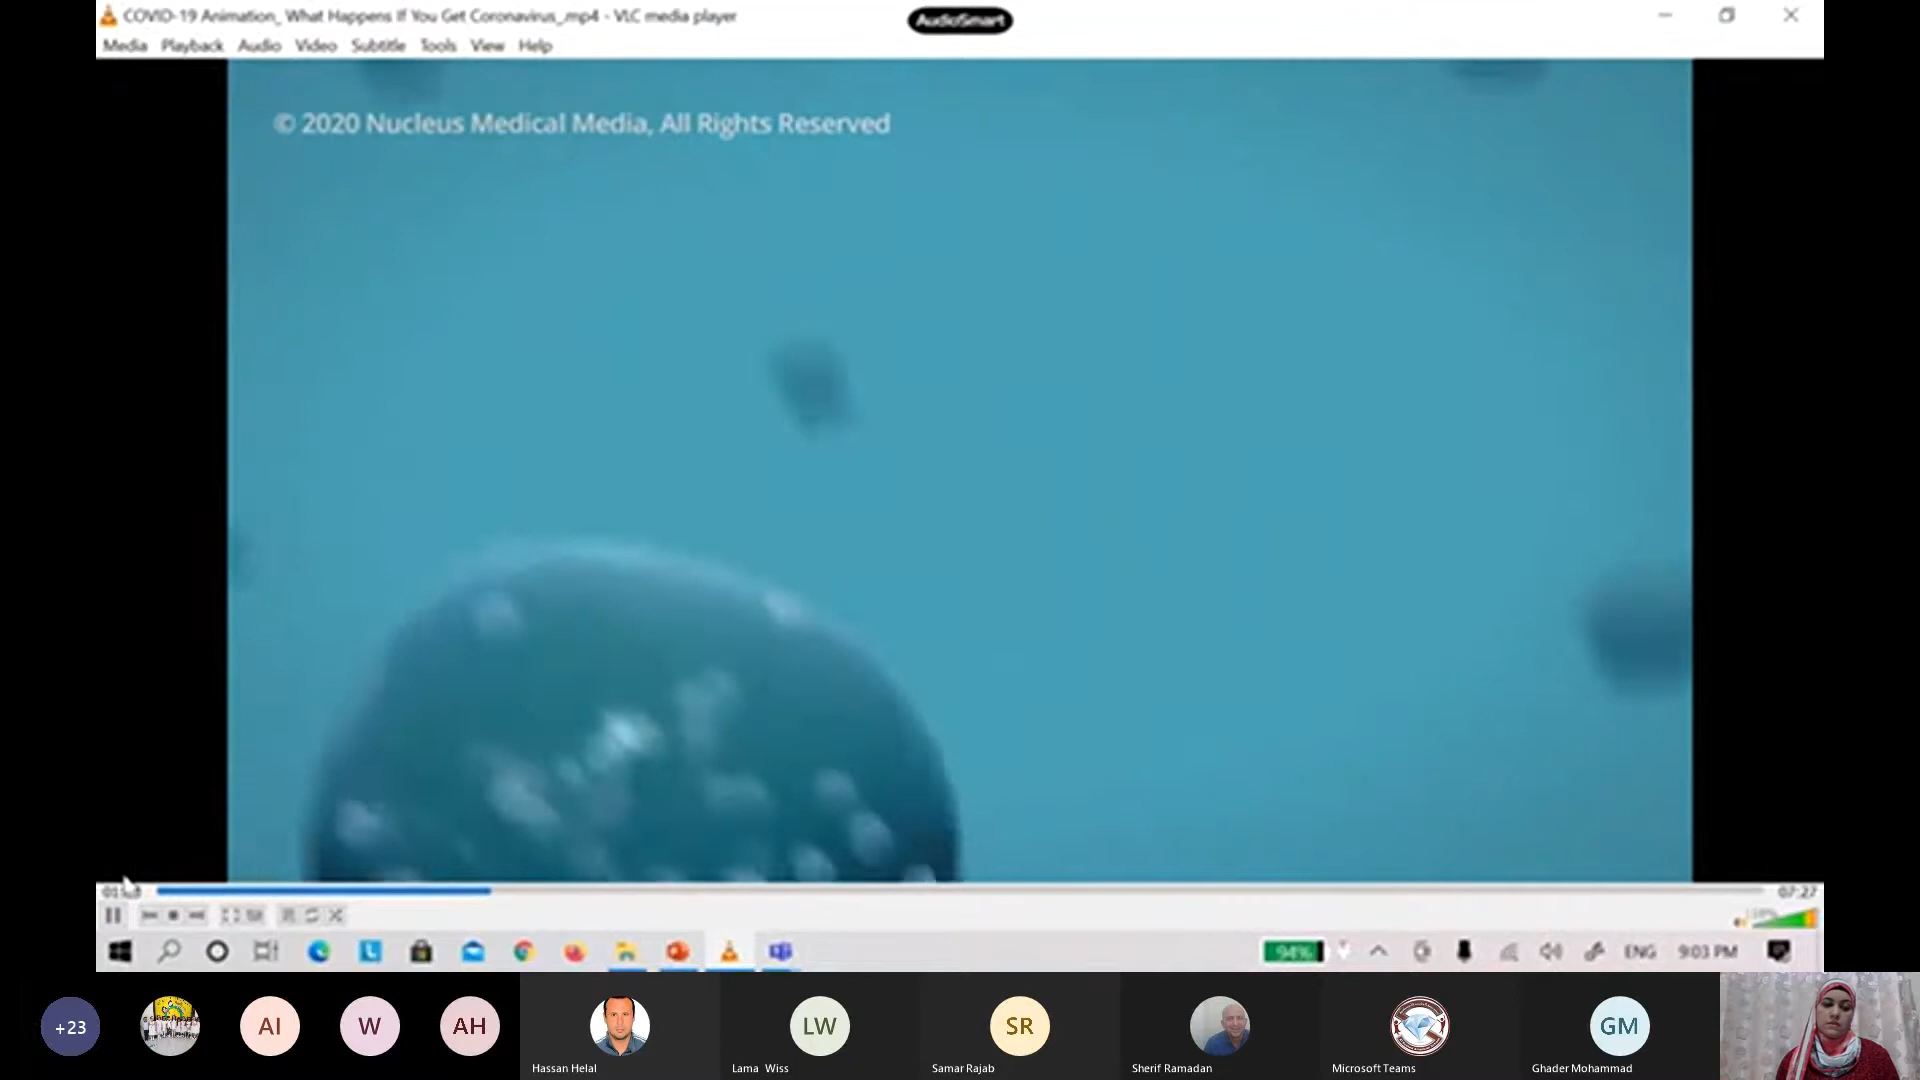 COVID-19 Animation_ What Happens If You Get Coronavirus_.mp4 - VLC media player
AudioSmart
Media Playback Audio Video Subtitle Tools View Help
© 2020 Nucleus Medical Media, All Rights Reserved
07:27
94%
ENG
9:03 PM
+23
AI
W
AH
LW
SR
GM
Hassan Helal
Lama Wiss
Samar Rajab
Sherif Ramadan
Microsoft Teams
Ghader Mohammad